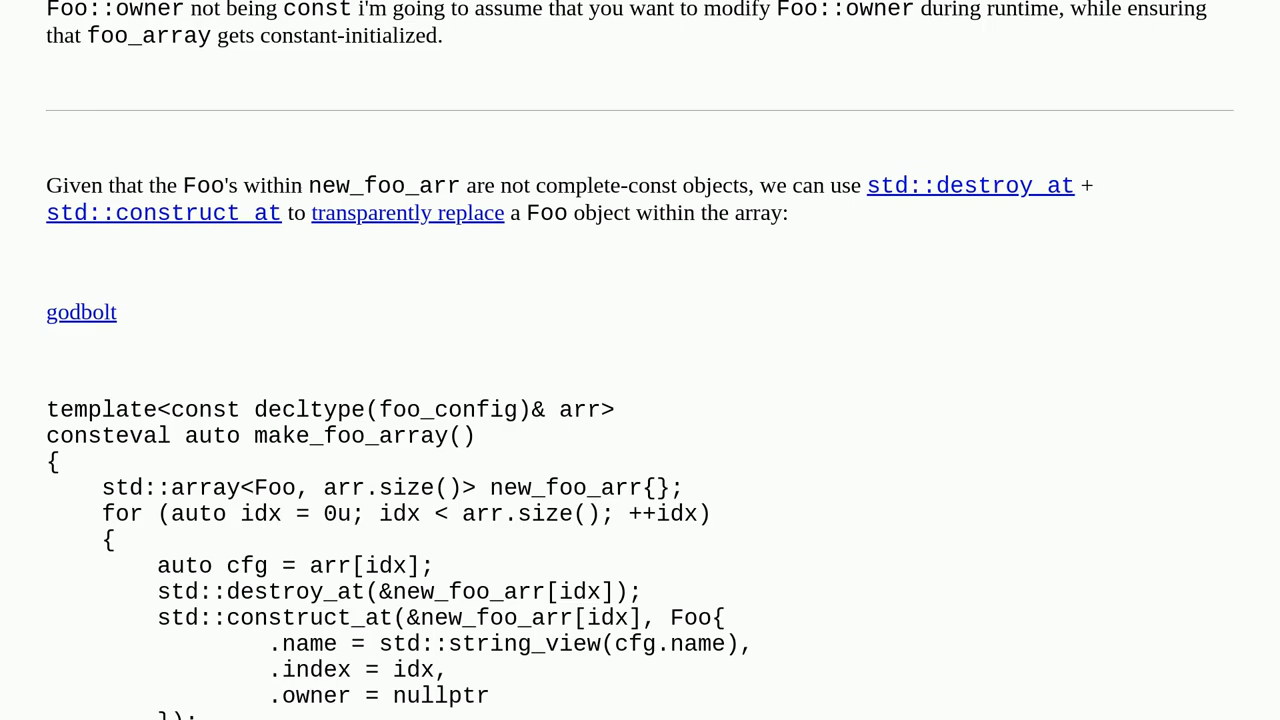 Foo::owner not being const i'm going to assume that you want to modify Foo::owner during runtime, while ensuring
that foo_array gets constant-initialized.
Given that the Foo's within new_foo_arr are not complete-const objects, we can use std::destroy_at +
std::construct_at to transparently replace a Foo object within the array:
godbolt
template<const decltype(foo_config)& arr>
consteval auto make_foo_array()
{
    std::array<Foo, arr.size()> new_foo_arr{};
    for (auto idx = 0u; idx < arr.size(); ++idx)
    {
        auto cfg = arr[idx];
        std::destroy_at(&new_foo_arr[idx]);
        std::construct_at(&new_foo_arr[idx], Foo{
                .name = std::string_view(cfg.name),
                .index = idx,
                .owner = nullptr
        });